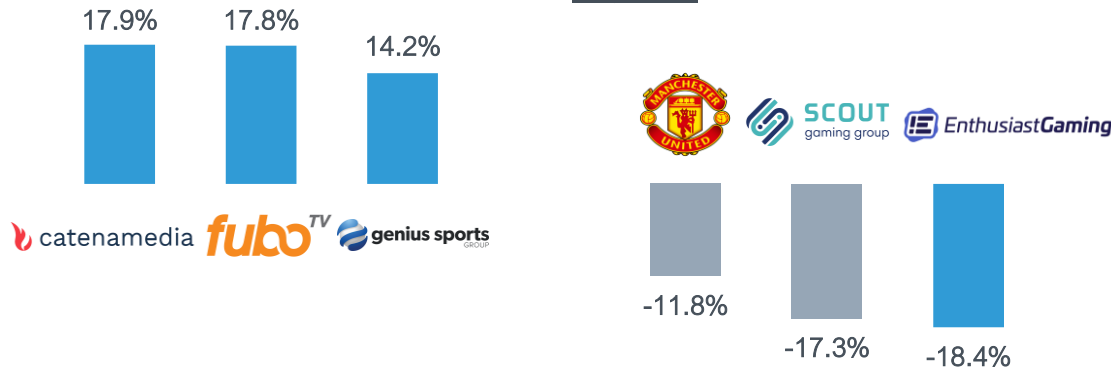 17.9%
17.8%
14.2%
catenamedia
fuboTV
genius sports
GROUP
MANCHESTER
UNITED
SCOUT
gaming group
EnthusiastGaming
-11.8%
-17.3%
-18.4%